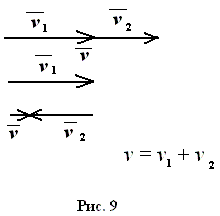 v̅₁ v̅₂
v̅
v̅₁
v̅ v̅₂
v = v₁ + v₂
Рис. 9